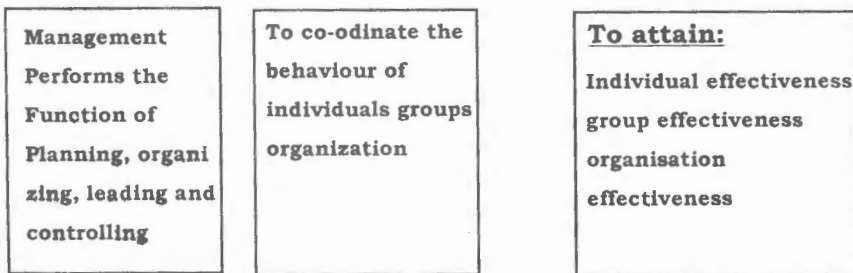 Management
Performs the
Function of
Planning, organi
zing, leading and
controlling
To co-odinate the
behaviour of
individuals groups
organization
To attain:
Individual effectiveness
group effectiveness
organisation
effectiveness